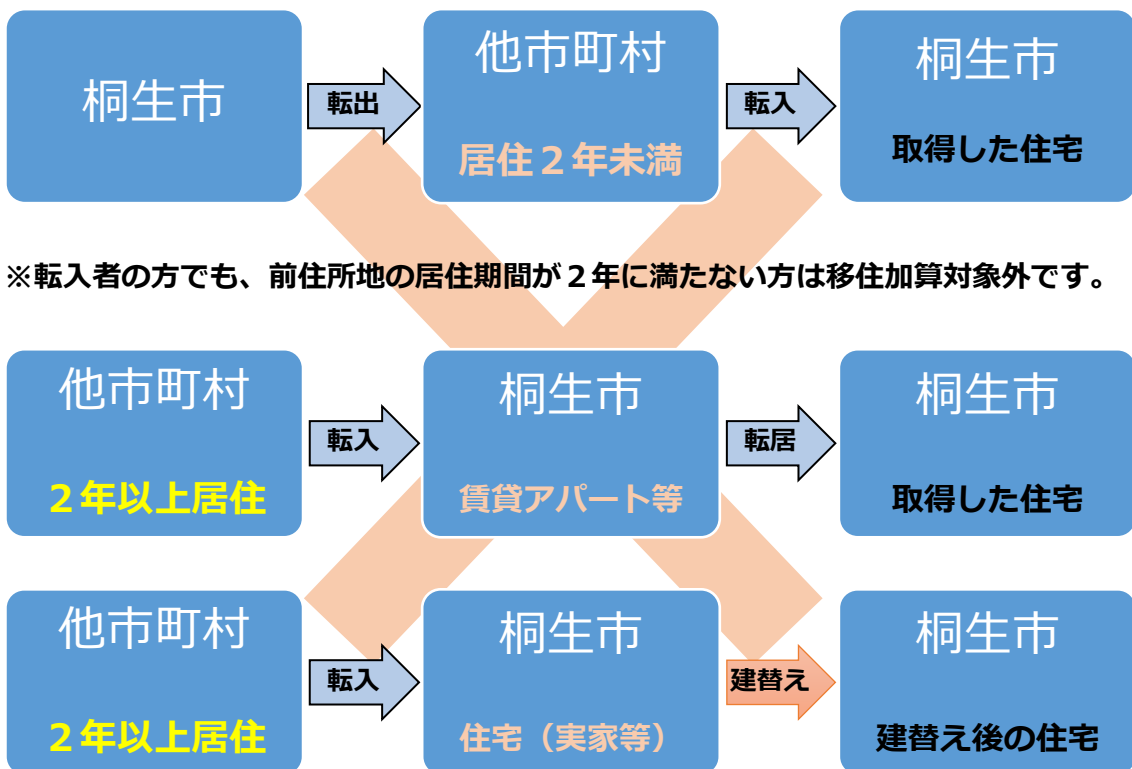 桐生市
転出
他市町村
居住２年未満
転入
桐生市
取得した住宅
※転入者の方でも、前住所地の居住期間が２年に満たない方は移住加算対象外です。
他市町村
２年以上居住
転入
桐生市
賃貸アパート等
転居
桐生市
取得した住宅
他市町村
２年以上居住
転入
桐生市
住宅（実家等）
建替え
桐生市
建替え後の住宅